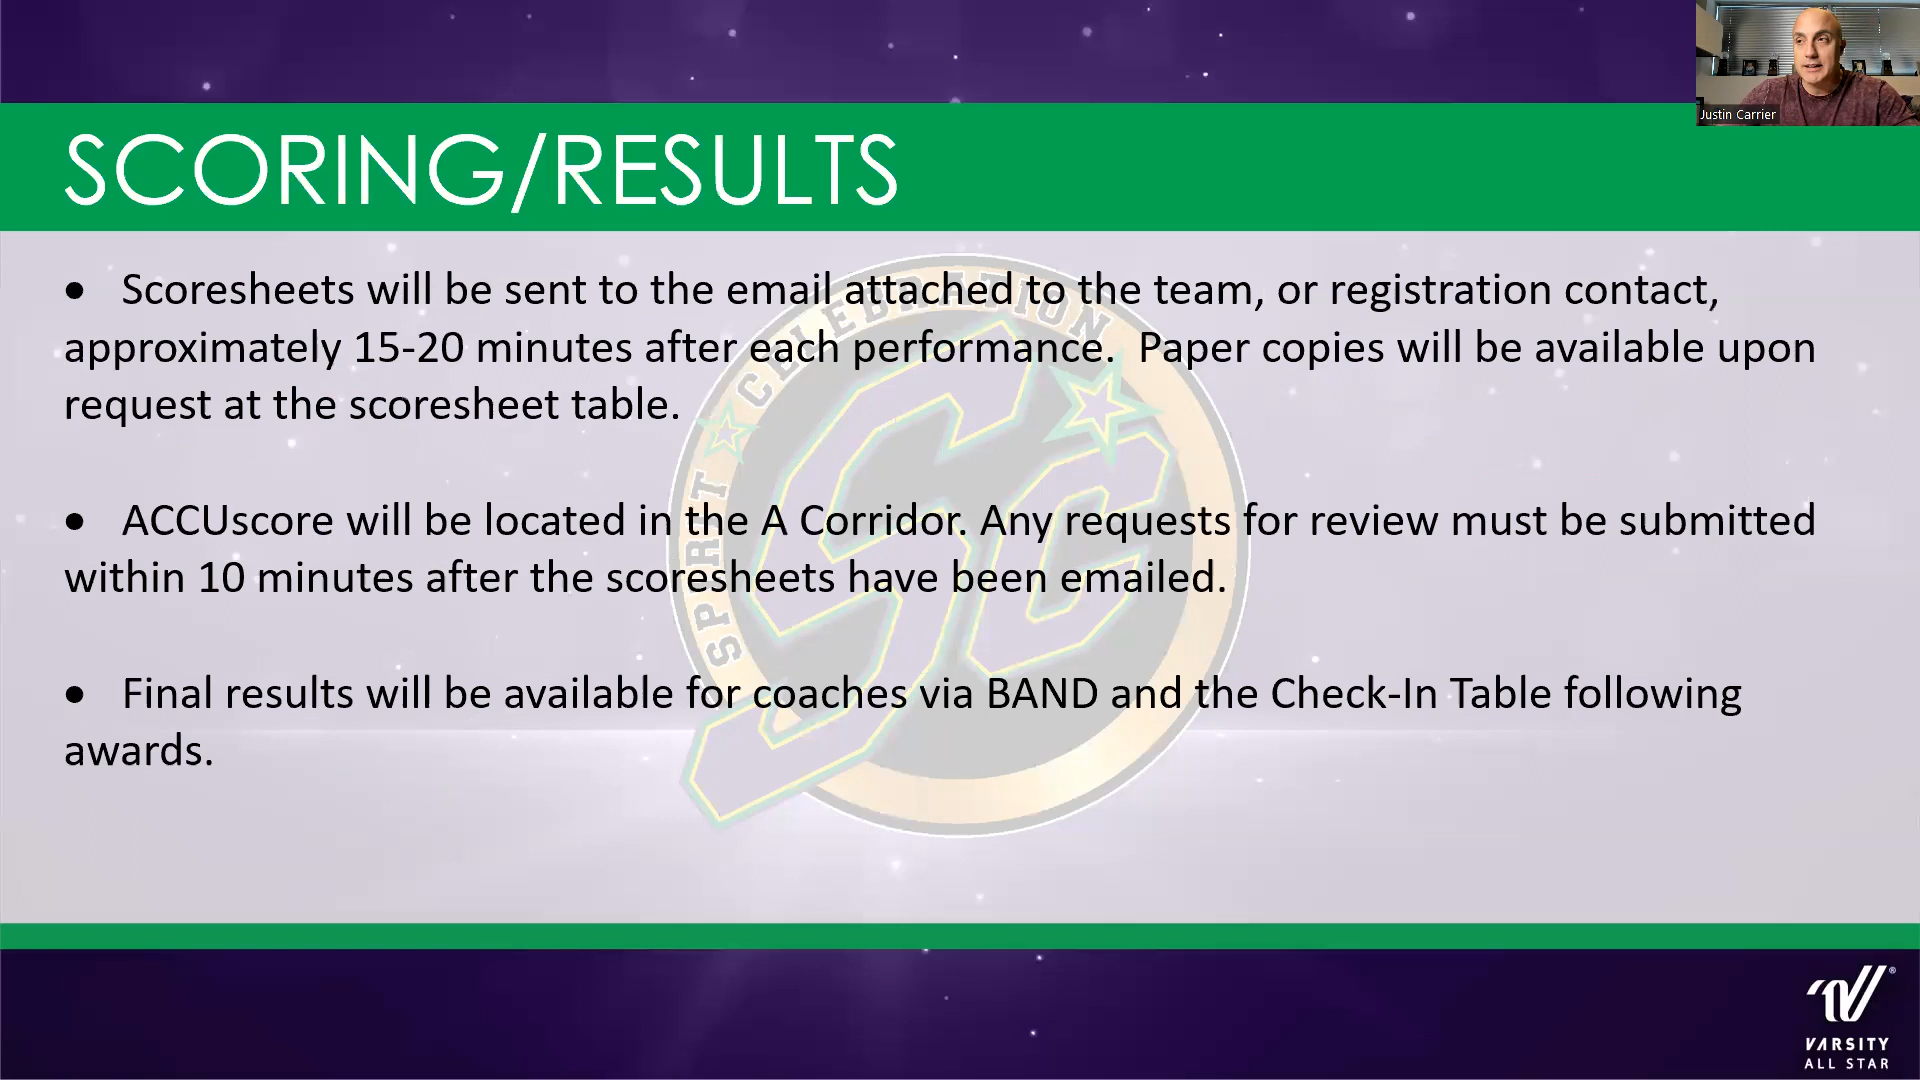 Justin Carrier
SCORING/RESULTS
• Scoresheets will be sent to the email attached to the team, or registration contact,
approximately 15-20 minutes after each performance. Paper copies will be available upon
request at the scoresheet table.
• ACCUscore will be located in the A Corridor. Any requests for review must be submitted
within 10 minutes after the scoresheets have been emailed.
• Final results will be available for coaches via BAND and the Check-In Table following
awards.
SPIRT CELEBRATION
SC
VARSITY
ALL STAR
®